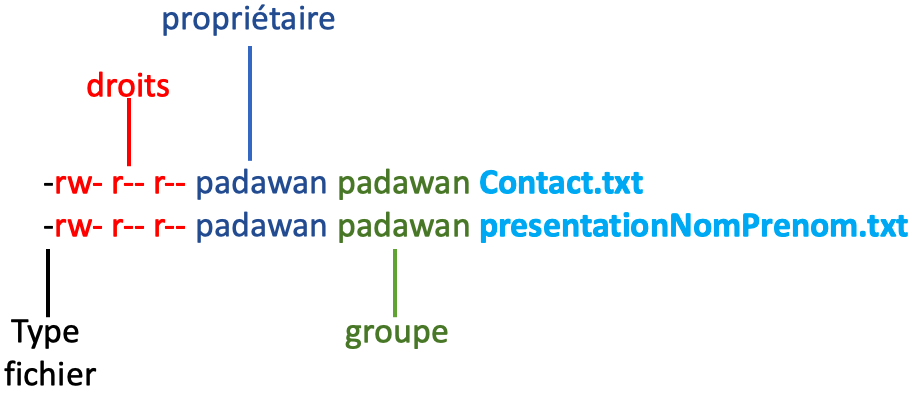 propriétaire
droits
-rw- r-- r-- padawan padawan Contact.txt
-rw- r-- r-- padawan padawan presentationNomPrenom.txt
Type
fichier
groupe